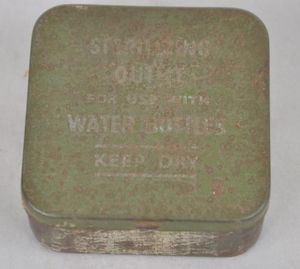 STERILIZING
OUTFIT
FOR USE WITH
WATER BOTTLES
KEEP DRY